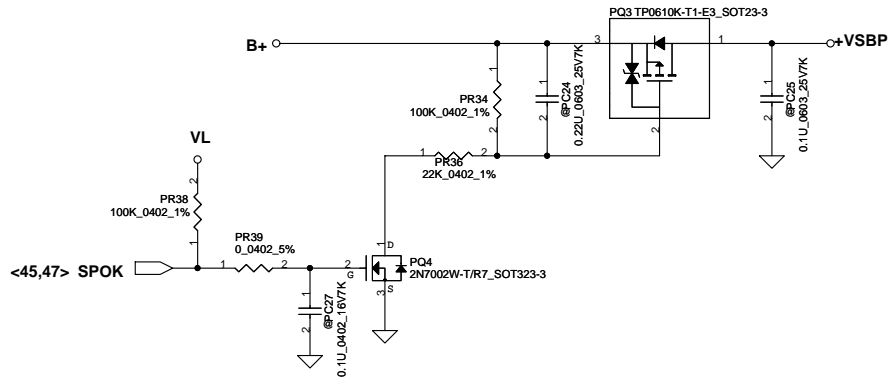 PQ3 TP0610K-T1-E3_SOT23-3
B+
3
1
+VSBP
1
PR34
100K_0402_1%
2
1
2
@PC24
0.22U_0603_25V7K
2
1
2
@PC25
0.1U_0603_25V7K
VL
2
PR38
100K_0402_1%
1
1
2
PR36
22K_0402_1%
<45,47> SPOK
PR39
0_0402_5%
1
2
2
G
1
D
S
3
PQ4
2N7002W-T/R7_SOT323-3
1
2
@PC27
0.1U_0402_16V7K